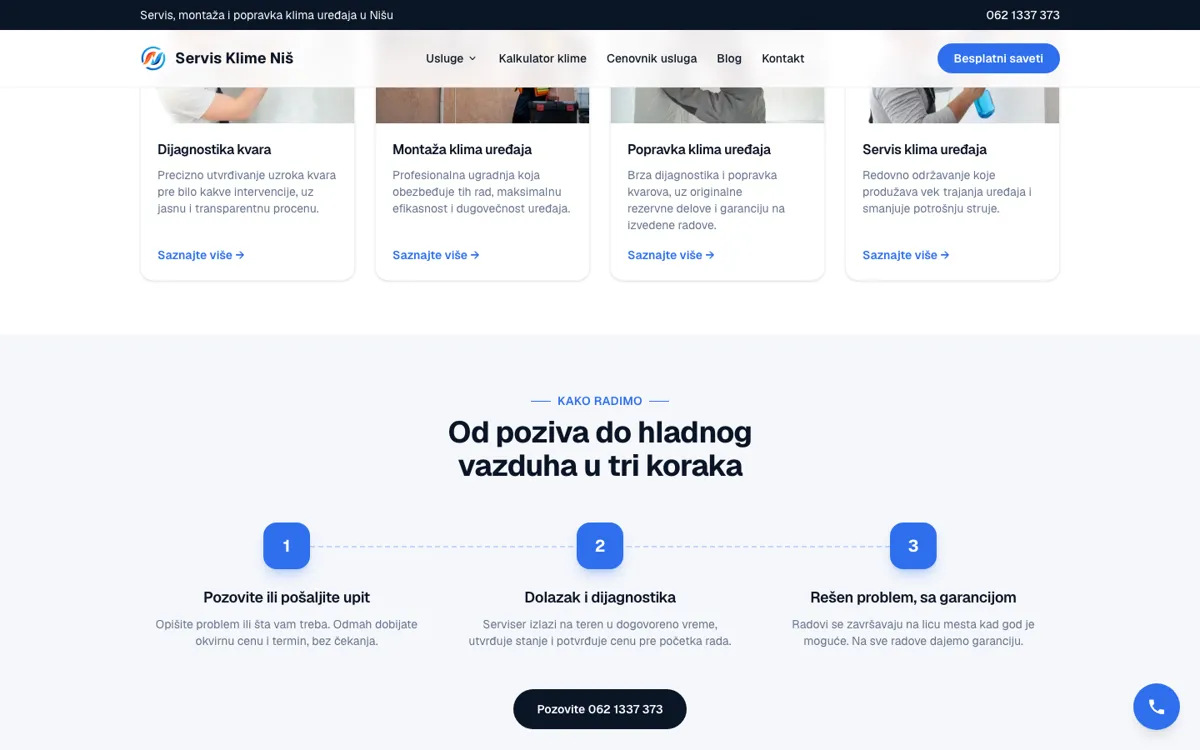 Servis, montaža i popravka klima uređaja u Nišu
062 1337 373
Servis Klime Niš
Usluge
Kalkulator klime
Cenovnik usluga
Blog
Kontakt
Besplatni saveti
Dijagnostika kvara
Precizno utvrđivanje uzroka kvara
pre bilo kakve intervencije, uz
jasnu i transparentnu procenu.
Saznajte više →
Montaža klima uređaja
Profesionalna ugradnja koja
obezbeđuje tih rad, maksimalnu
efikasnost i dugovečnost uređaja.
Saznajte više →
Popravka klima uređaja
Brza dijagnostika i popravka
kvarova, uz originalne
rezervne delove i garanciju na
izvedene radove.
Saznajte više →
Servis klima uređaja
Redovno održavanje koje
produžava vek trajanja uređaja i
smanjuje potrošnju struje.
Saznajte više →
KAKO RADIMO
Od poziva do hladnog
vazduha u tri koraka
1
Pozovite ili pošaljite upit
Opišite problem ili šta vam treba. Odmah dobijate
okvirnu cenu i termin, bez čekanja.
2
Dolazak i dijagnostika
Serviser izlazi na teren u dogovoreno vreme,
utvrđuje stanje i potvrđuje cenu pre početka rada.
3
Rešen problem, sa garancijom
Radovi se završavaju na licu mesta kad god je
moguće. Na sve radove dajemo garanciju.
Pozovite 062 1337 373